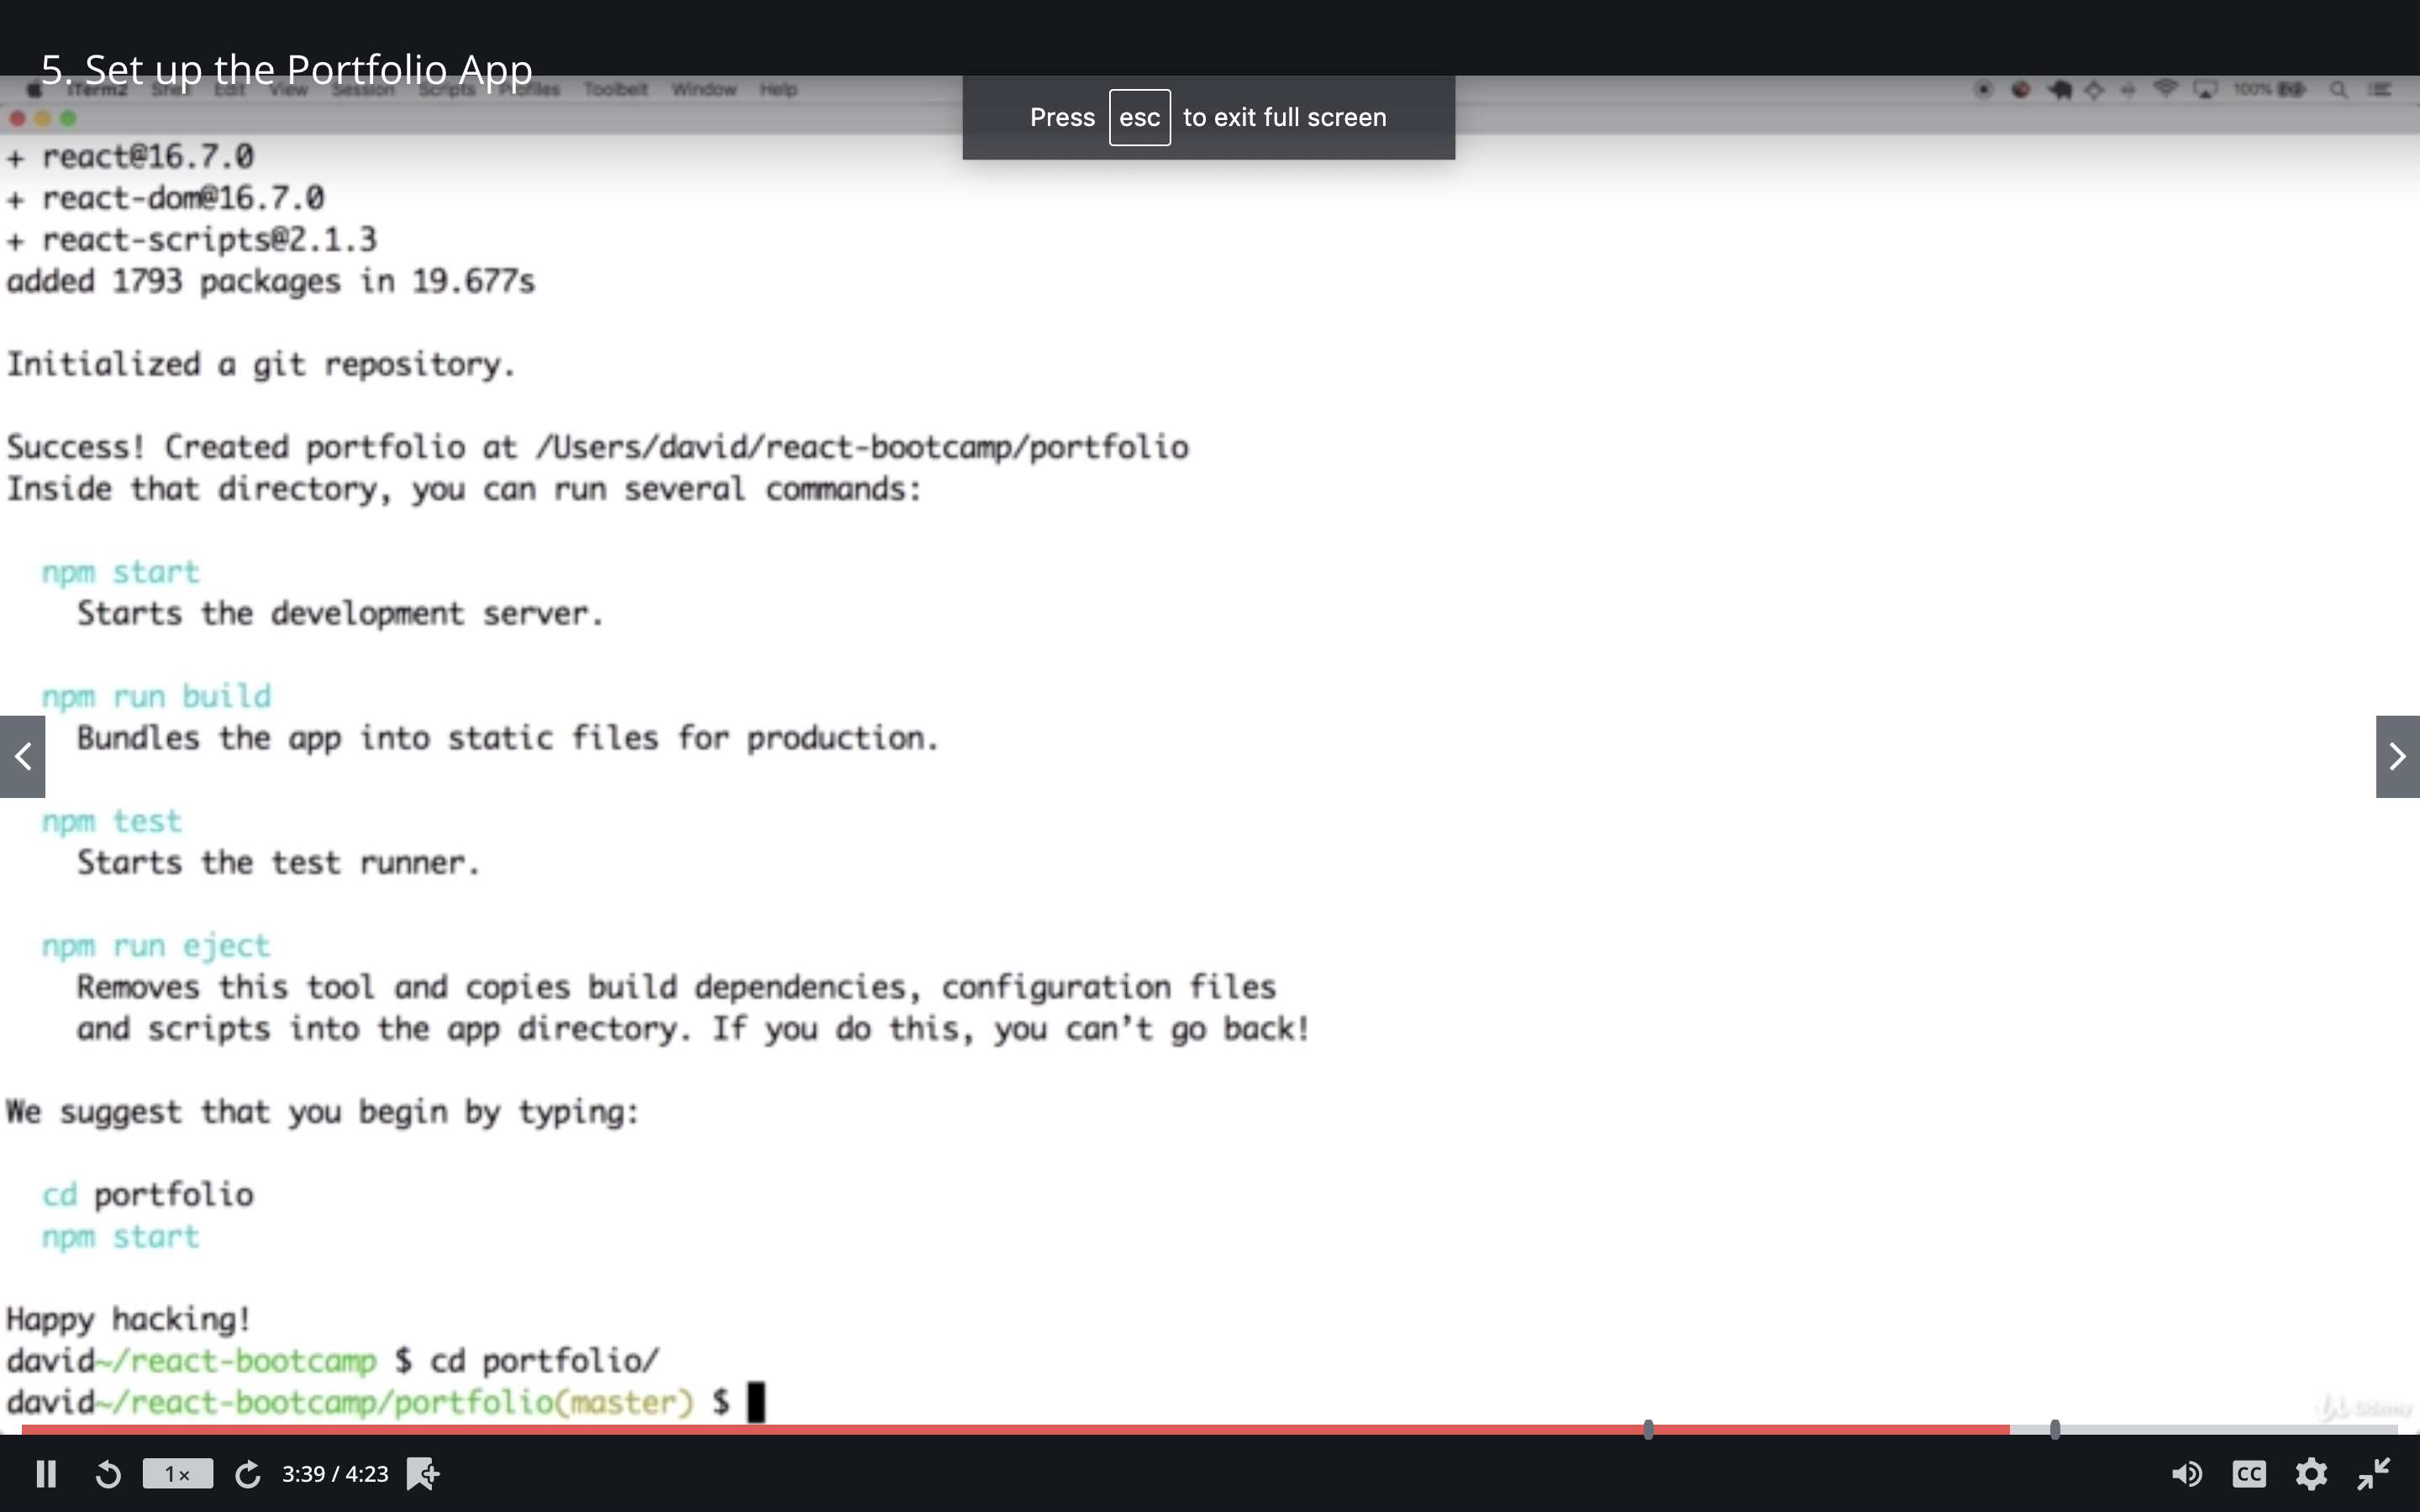 5. Set up the Portfolio App
iTerm2 Shell Edit View Session Scripts Profiles Toolbelt Window Help
100%
Press esc to exit full screen
+ react@16.7.0
+ react-dom@16.7.0
+ react-scripts@2.1.3
added 1793 packages in 19.677s
Initialized a git repository.
Success! Created portfolio at /Users/david/react-bootcamp/portfolio
Inside that directory, you can run several commands:
npm start
Starts the development server.
npm run build
Bundles the app into static files for production.
npm test
Starts the test runner.
npm run eject
Removes this tool and copies build dependencies, configuration files
and scripts into the app directory. If you do this, you can’t go back!
We suggest that you begin by typing:
cd portfolio
npm start
Happy hacking!
david~/react-bootcamp $ cd portfolio/
david~/react-bootcamp/portfolio(master) $
Udemy
1x
3:39 / 4:23
CC